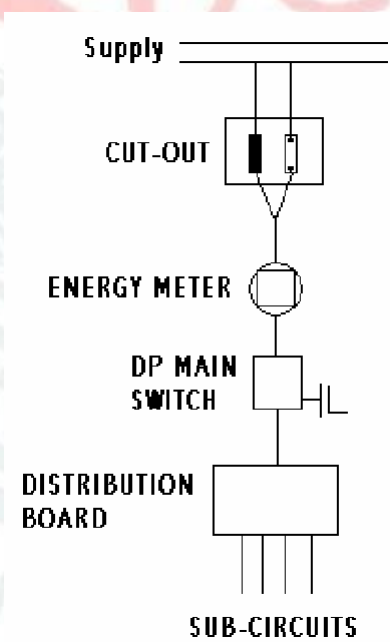 Supply
CUT-OUT
ENERGY METER
DP MAIN
SWITCH
DISTRIBUTION
BOARD
SUB-CIRCUITS